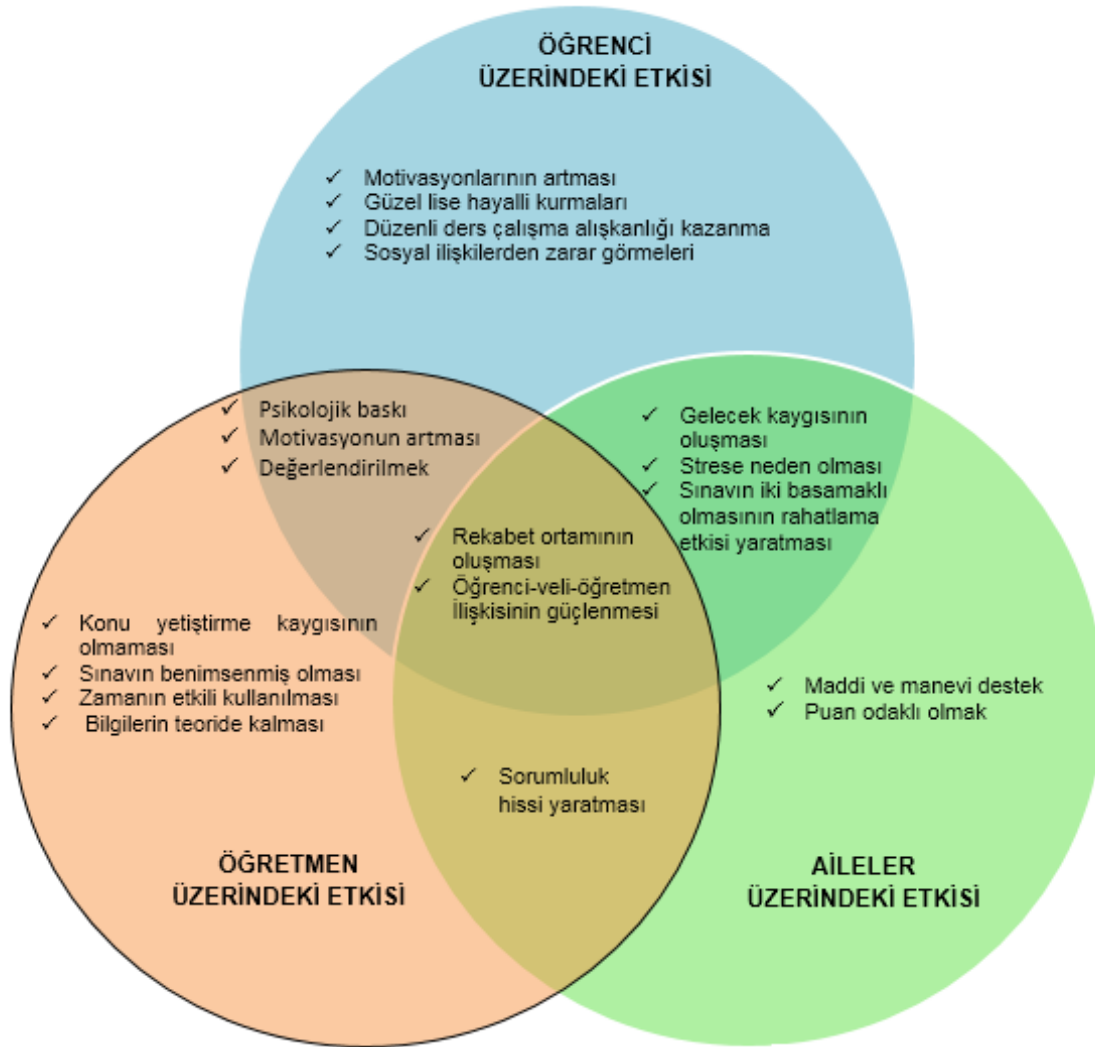 ÖĞRENCİ
ÜZERİNDEKİ ETKİSİ
✓ Motivasyonlarının artması
✓ Güzel lise hayalli kurmaları
✓ Düzenli ders çalışma alışkanlığı kazanma
✓ Sosyal ilişkilerden zarar görmeleri
✓ Psikolojik baskı
✓ Motivasyonun artması
✓ Değerlendirilmek
✓ Gelecek kaygısının
oluşması
✓ Strese neden olması
✓ Sınavın iki basamaklı
olmasının rahatlama
etkisi yaratması
✓ Rekabet ortamının
oluşması
✓ Öğrenci-veli-öğretmen
İlişkisinin güçlenmesi
✓ Konu yetiştirme kaygısının
olmaması
✓ Sınavın benimsenmiş olması
✓ Zamanın etkili kullanılması
✓ Bilgilerin teoride kalması
✓ Maddi ve manevi destek
✓ Puan odaklı olmak
✓ Sorumluluk
hissi yaratması
ÖĞRETMEN
ÜZERİNDEKİ ETKİSİ
AİLELER
ÜZERİNDEKİ ETKİSİ